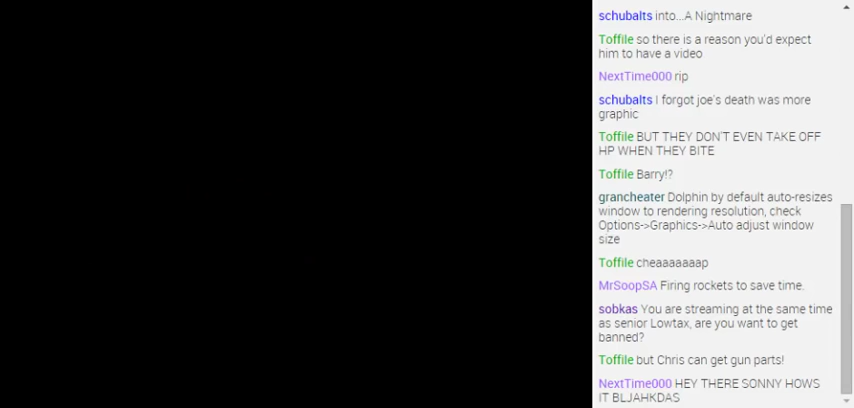 schubalts into...A Nightmare
Toffile so there is a reason you'd expect
him to have a video
NextTime000 rip
schubalts I forgot joe's death was more
graphic
Toffile BUT THEY DON'T EVEN TAKE OFF
HP WHEN THEY BITE
Toffile Barry!?
grancheater Dolphin by default auto-resizes
window to rendering resolution, check
Options->Graphics->Auto adjust window
size
Toffile cheaaaaaaap
MrSoopSA Firing rockets to save time.
sobkas You are streaming at the same time
as senior Lowtax, are you want to get
banned?
Toffile but Chris can get gun parts!
NextTime000 HEY THERE SONNY HOWS
IT BLJAHKDAS